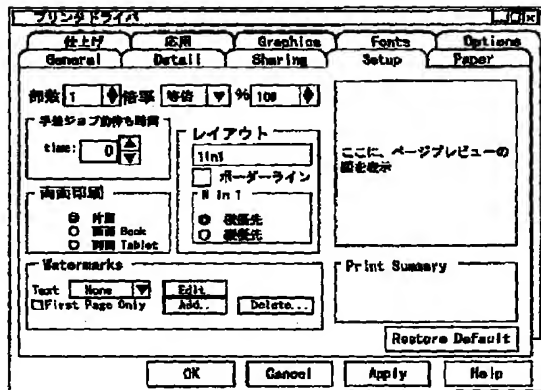 プリンタドライバ
仕上げ 応用 Graphics Fonts Options
General Detail Sharing Setup Paper
部数 1 倍率 等倍 % 100
手差ジョブ前待ち時間
time: 0
レイアウト
1in1
ボーダーライン
N in 1
横優先
縦優先
両面印刷
片面
両面 Book
両面 Tablet
ここに、ページプレビューの
図を表示
Watermarks
Text None Edit
First Page Only Add.. Delete...
Print Summary
Restore Default
OK Cancel Apply Help